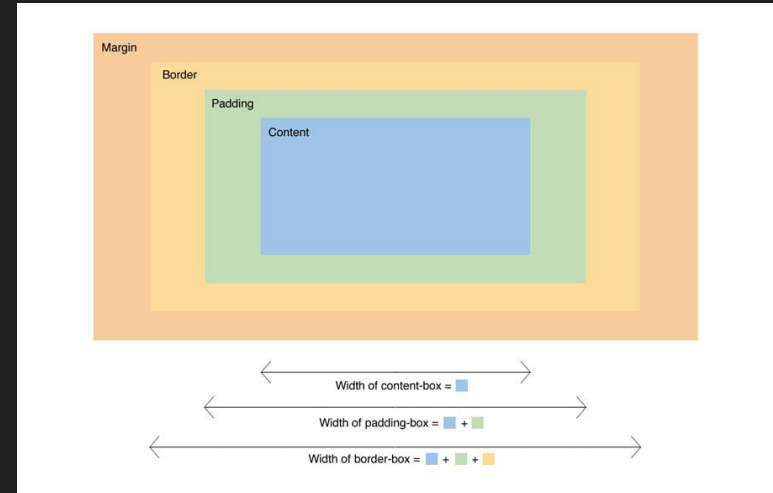 Margin
Border
Padding
Content
Width of content-box =
Width of padding-box = +
Width of border-box = + +